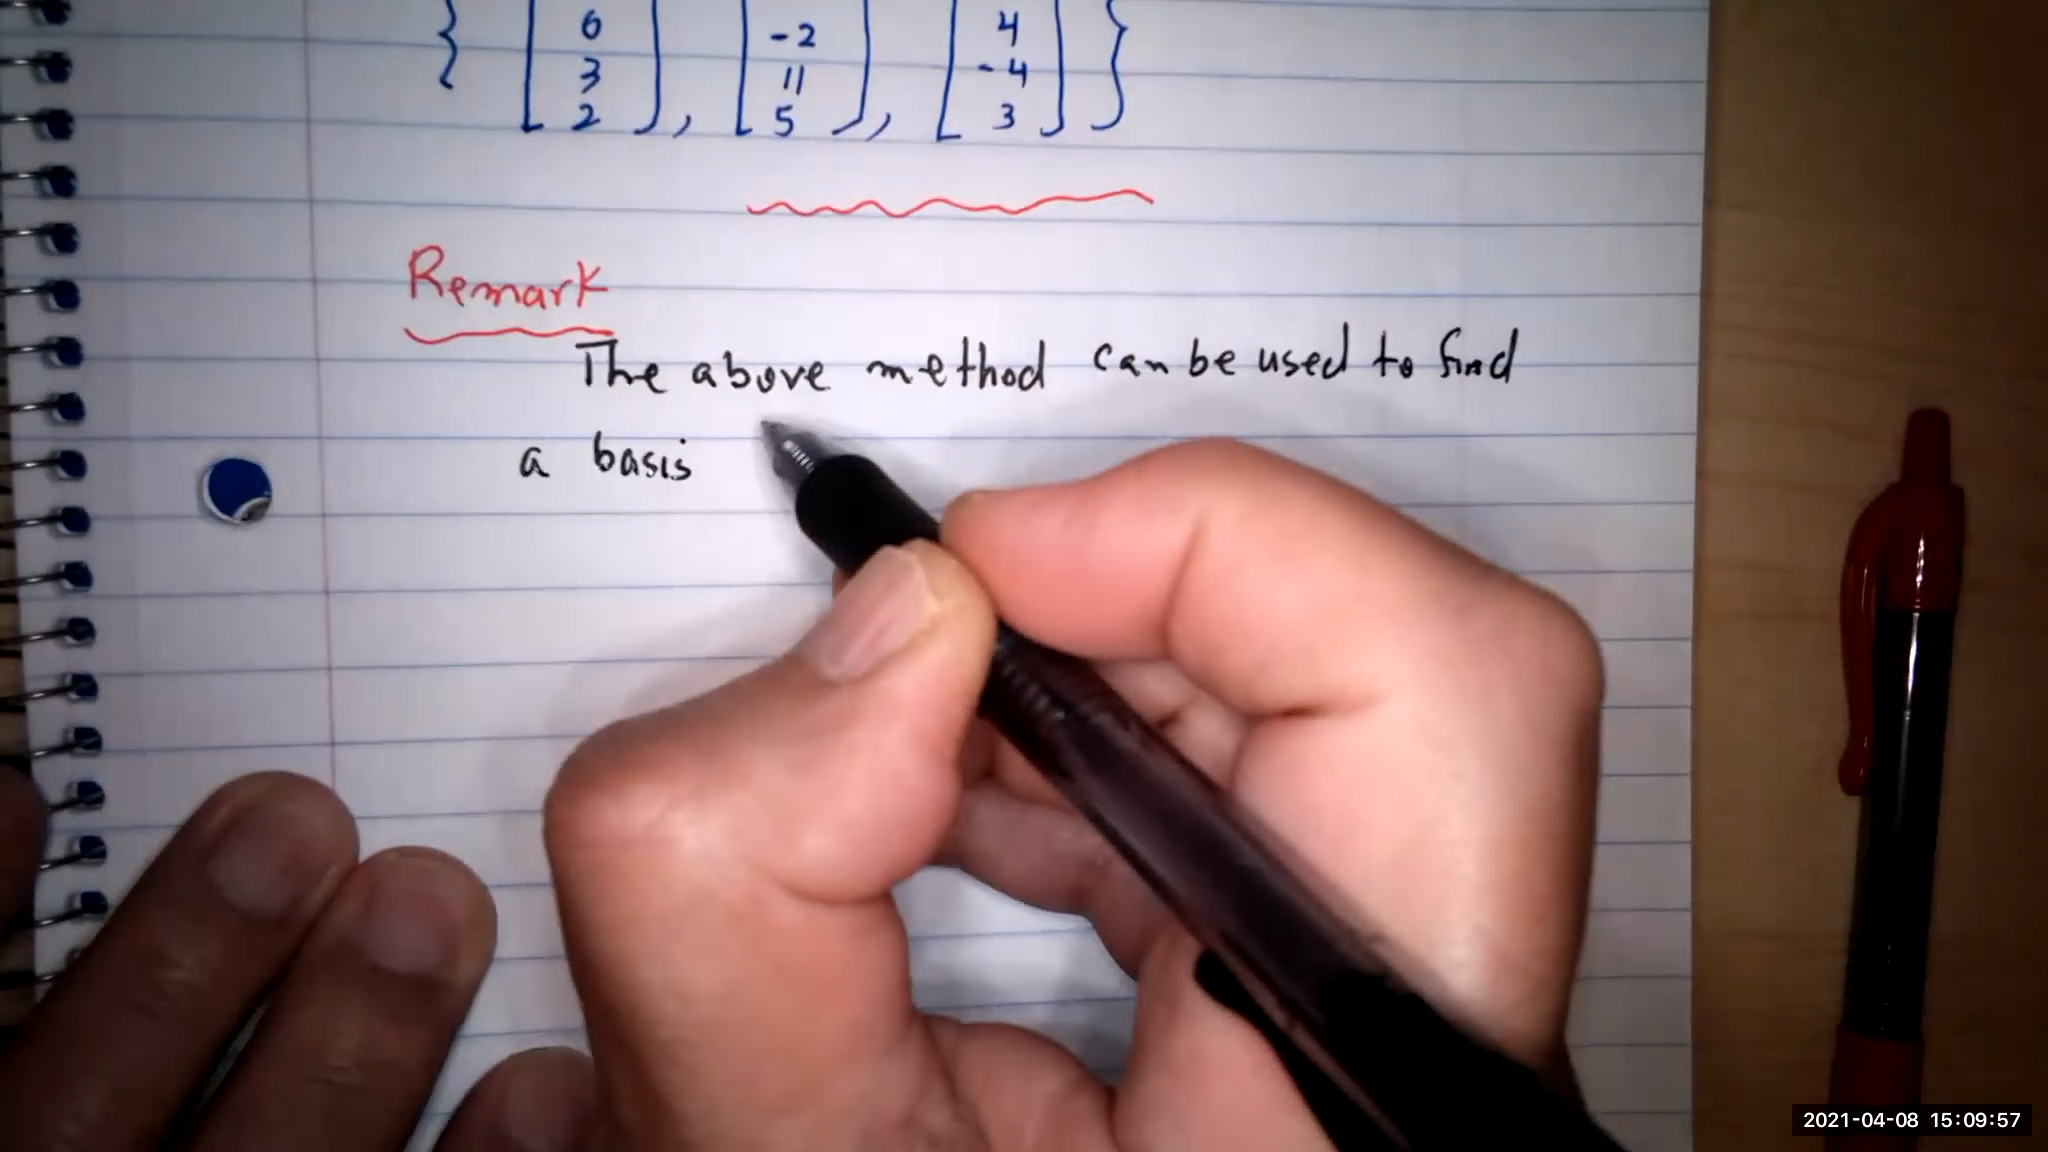 { [ 0 ] , [ -2 ] , [ 4 ] }
3 11 -4
2 5 3
Remark
The above method can be used to find
a basis
2021-04-08 15:09:57